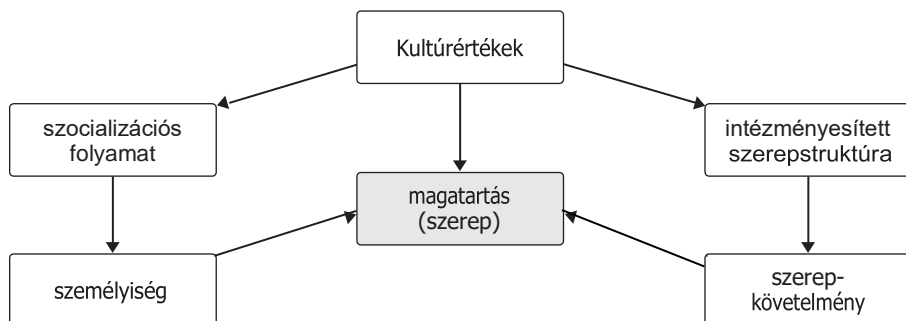 Kultúrértékek
szocializációs
folyamat
intézményesített
szerepstruktúra
magatartás
(szerep)
személyiség
szerep-
követelmény